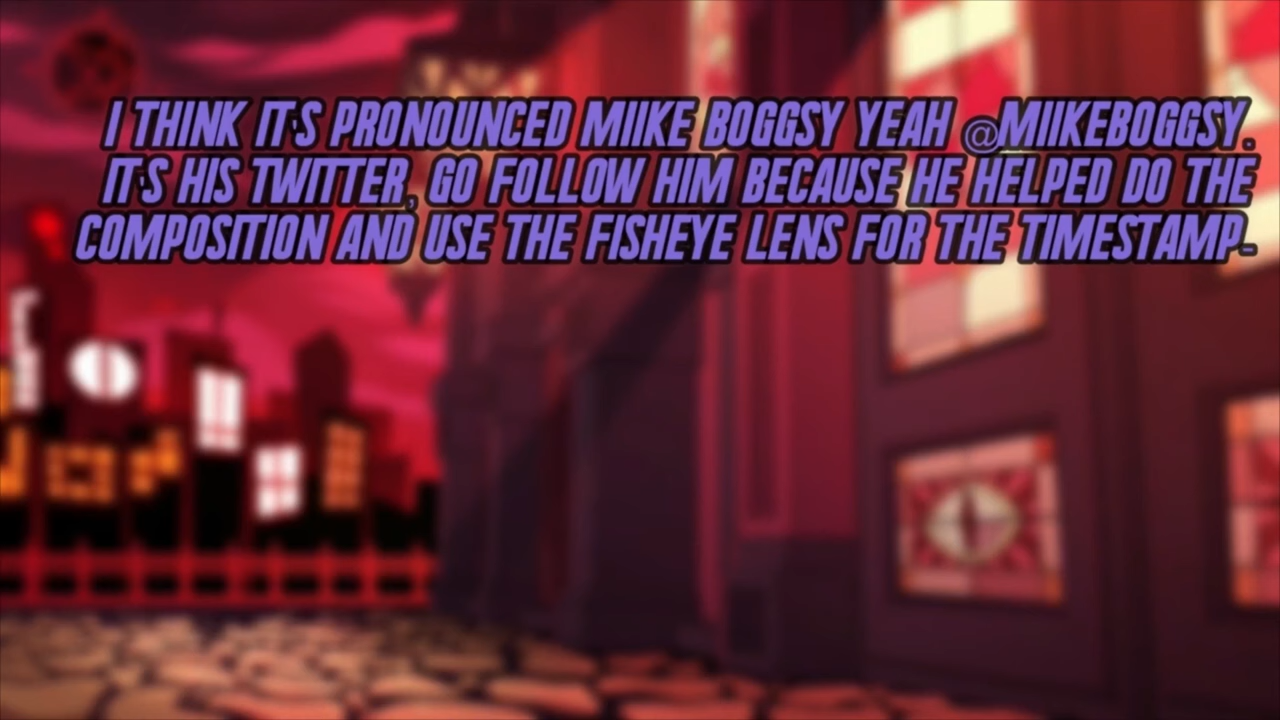 I THINK IT'S PRONOUNCED MIIKE BOGGSY YEAH @MIIKEBOGGSY.
IT'S HIS TWITTER, GO FOLLOW HIM BECAUSE HE HELPED DO THE
COMPOSITION AND USE THE FISHEYE LENS FOR THE TIMESTAMP-